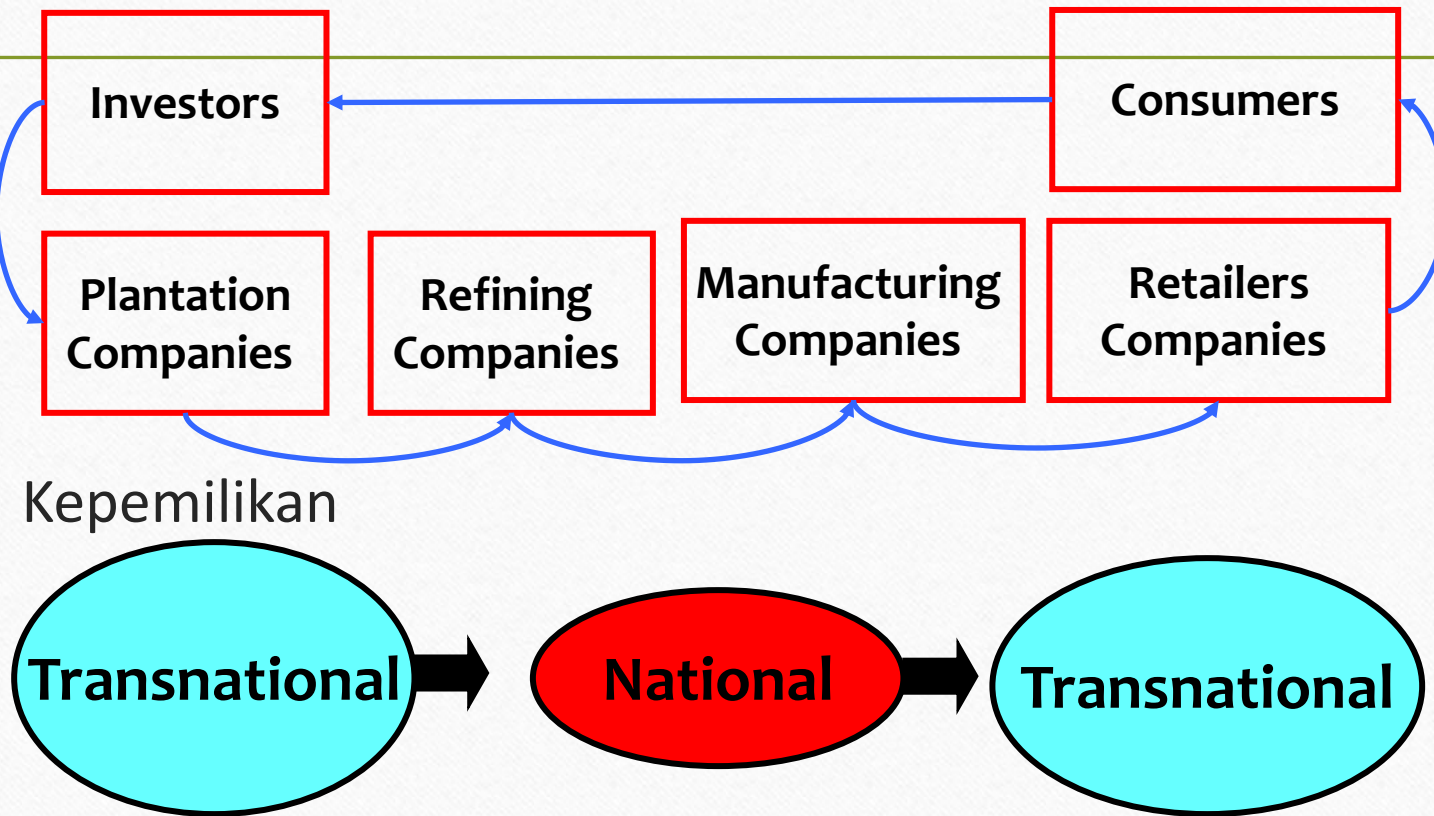 Investors
Consumers
Plantation
Companies
Refining
Companies
Manufacturing
Companies
Retailers
Companies
Kepemilikan
Transnational
National
Transnational